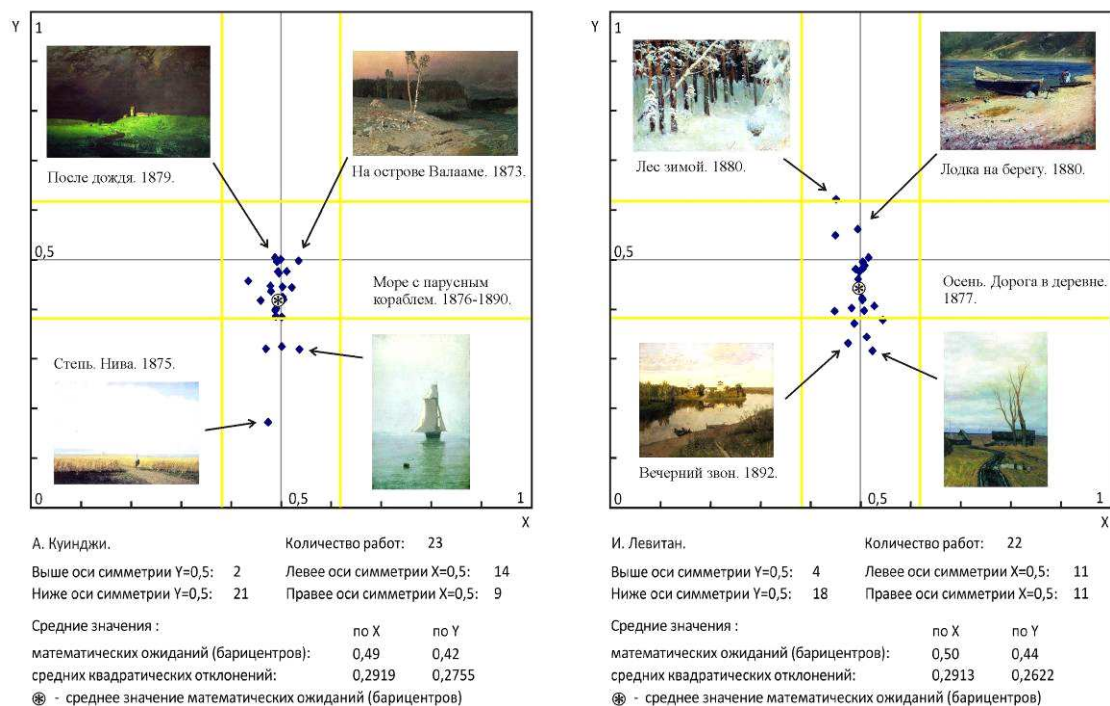 Y
1
После дождя. 1879.
На острове Валааме. 1873.
0,5
Море с парусным
кораблем. 1876-1890.
Степь. Нива. 1875.
0
0,5
1
X
А. Куинджи.
Количество работ: 23
Выше оси симметрии Y=0,5: 2
Левее оси симметрии X=0,5: 14
Ниже оси симметрии Y=0,5: 21
Правее оси симметрии X=0,5: 9
Средние значения :
по X по Y
математических ожиданий (барицентров): 0,49 0,42
средних квадратических отклонений: 0,2919 0,2755
- среднее значение математических ожиданий (барицентров)
Y
1
Лес зимой. 1880.
Лодка на берегу. 1880.
0,5
Осень. Дорога в деревне.
1877.
Вечерний звон. 1892.
0
0,5
1
X
И. Левитан.
Количество работ: 22
Выше оси симметрии Y=0,5: 4
Левее оси симметрии X=0,5: 11
Ниже оси симметрии Y=0,5: 18
Правее оси симметрии X=0,5: 11
Средние значения :
по X по Y
математических ожиданий (барицентров): 0,50 0,44
средних квадратических отклонений: 0,2913 0,2622
- среднее значение математических ожиданий (барицентров)